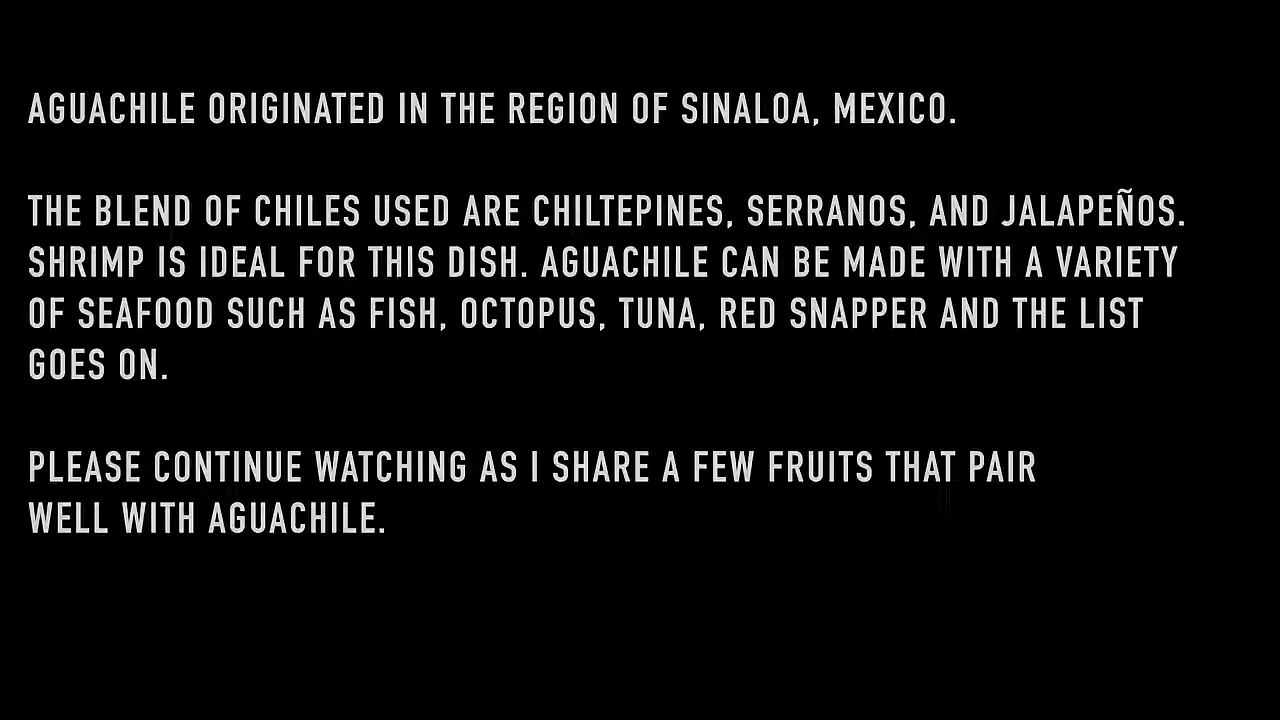 AGUACHILE ORIGINATED IN THE REGION OF SINALOA, MEXICO.
THE BLEND OF CHILES USED ARE CHILTEPINES, SERRANOS, AND JALAPEÑOS.
SHRIMP IS IDEAL FOR THIS DISH. AGUACHILE CAN BE MADE WITH A VARIETY
OF SEAFOOD SUCH AS FISH, OCTOPUS, TUNA, RED SNAPPER AND THE LIST
GOES ON.
PLEASE CONTINUE WATCHING AS I SHARE A FEW FRUITS THAT PAIR
WELL WITH AGUACHILE.